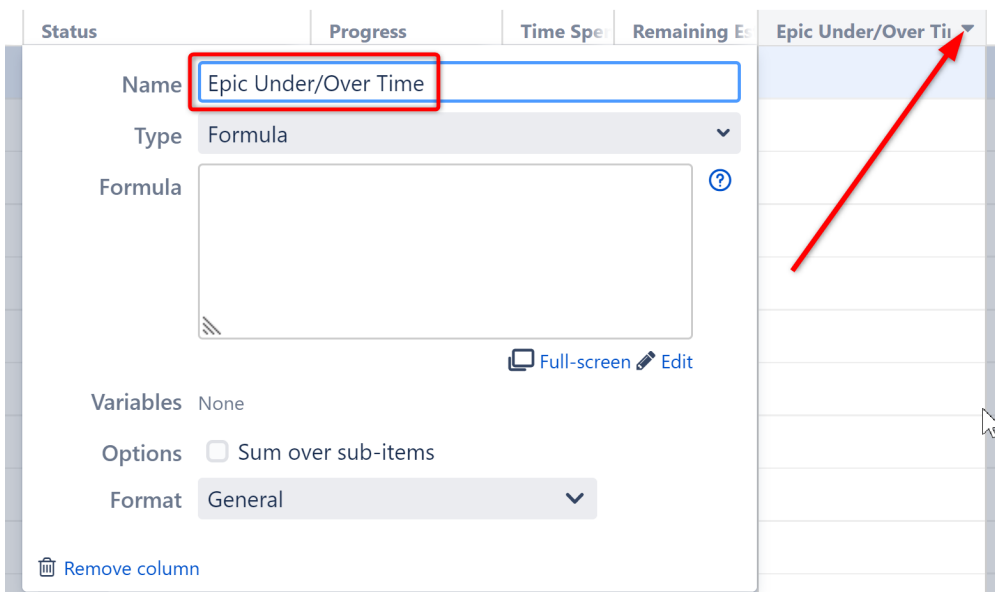 Status Progress Time Spe Remaining Es Epic Under/Over Ti
Name Epic Under/Over Time
Type Formula
Formula
Full-screen Edit
Variables None
Options Sum over sub-items
Format General
Remove column